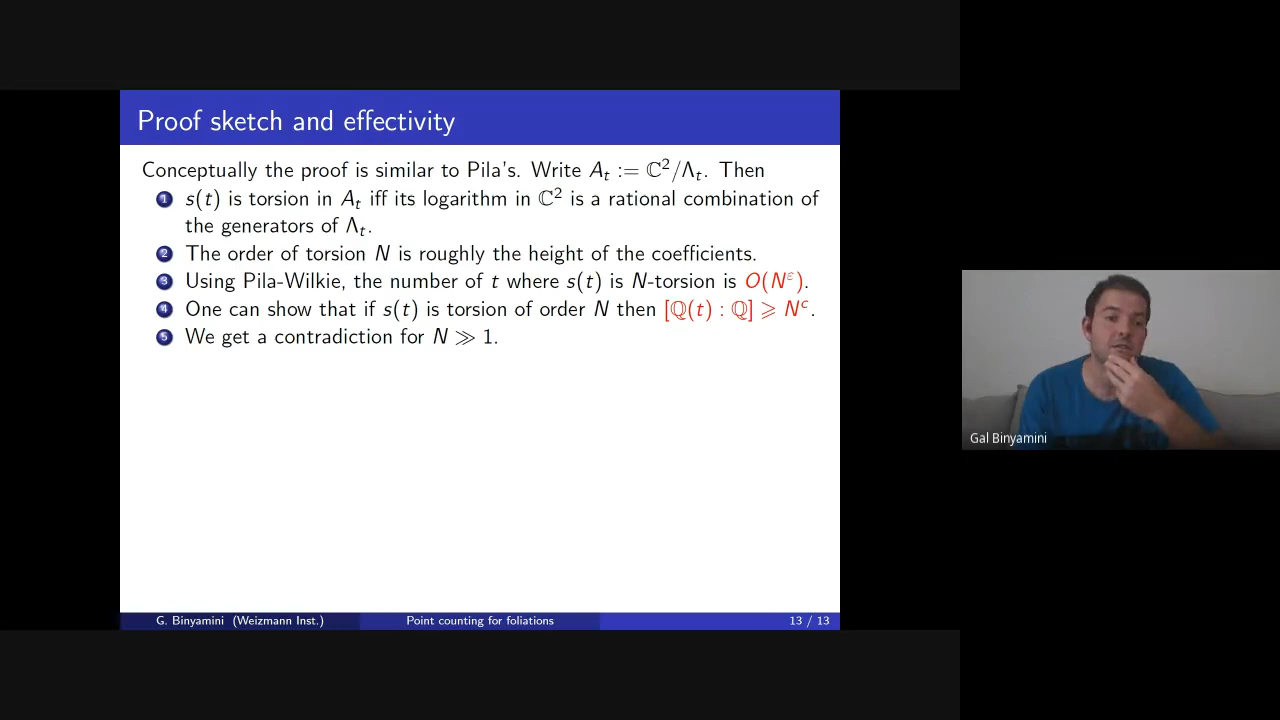 Proof sketch and effectivity
Conceptually the proof is similar to Pila's. Write A_t := ℂ²/Λ_t. Then
1 s(t) is torsion in A_t iff its logarithm in ℂ² is a rational combination of
the generators of Λ_t.
2 The order of torsion N is roughly the height of the coefficients.
3 Using Pila-Wilkie, the number of t where s(t) is N-torsion is O(N^ε).
4 One can show that if s(t) is torsion of order N then [ℚ(t) : ℚ] ⩾ N^c.
5 We get a contradiction for N ≫ 1.
Gal Binyamini
G. Binyamini (Weizmann Inst.) Point counting for foliations 13 / 13